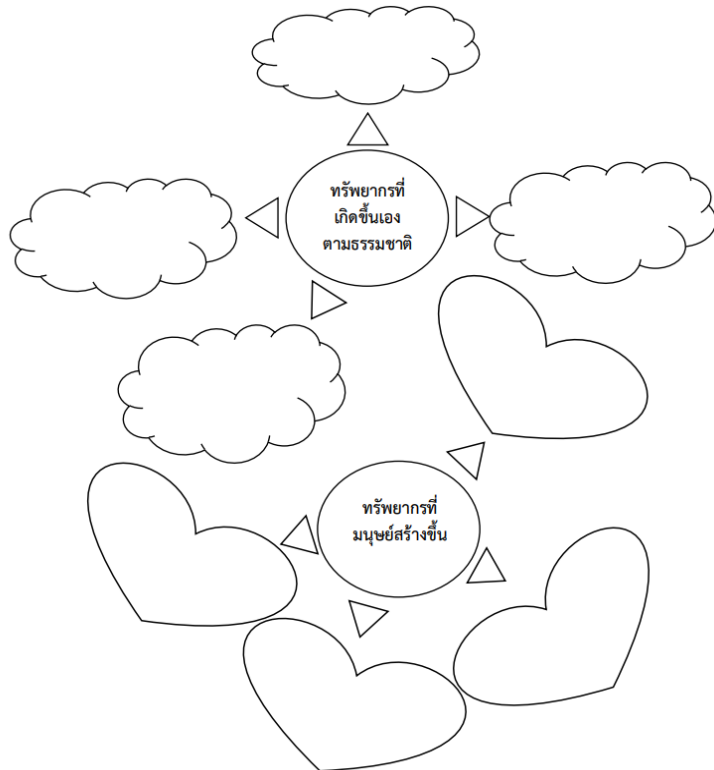 ทรัพยากรที่
เกิดขึ้นเอง
ตามธรรมชาติ
ทรัพยากรที่
มนุษย์สร้างขึ้น